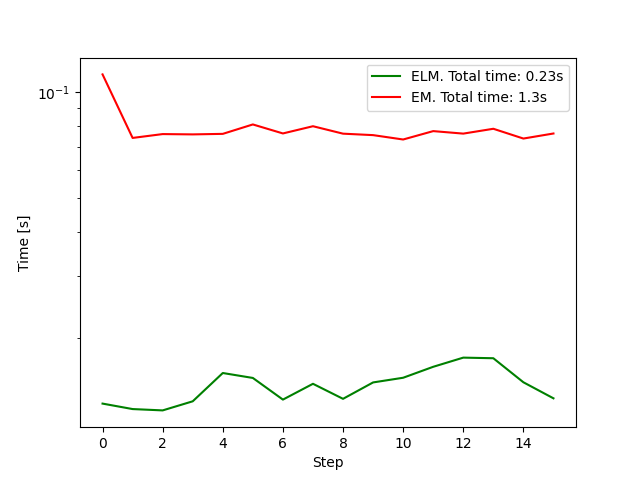 ELM. Total time: 0.23s
EM. Total time: 1.3s
10⁻¹
Time [s]
0 2 4 6 8 10 12 14
Step